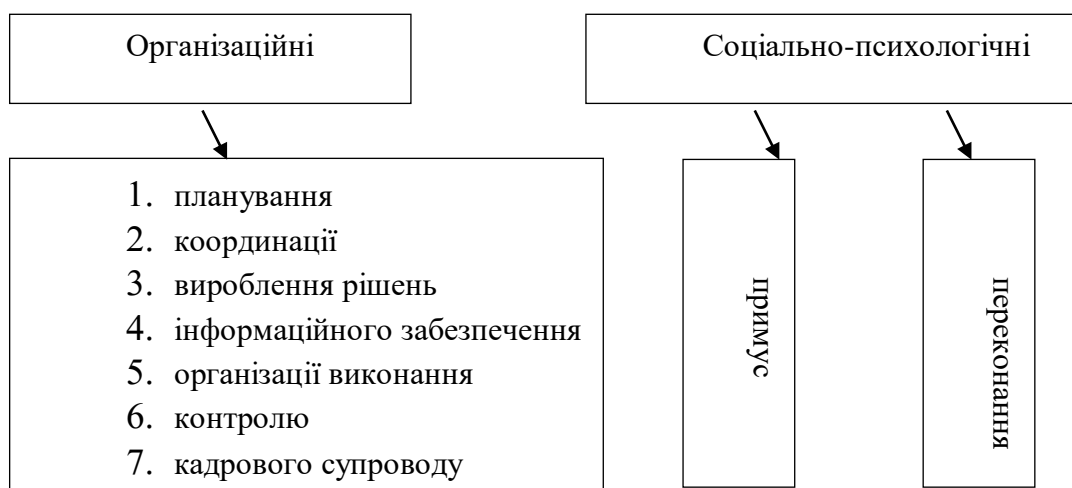 Організаційні
Соціально-психологічні
1. планування
2. координації
3. вироблення рішень
4. інформаційного забезпечення
5. організації виконання
6. контролю
7. кадрового супроводу
примус
переконання